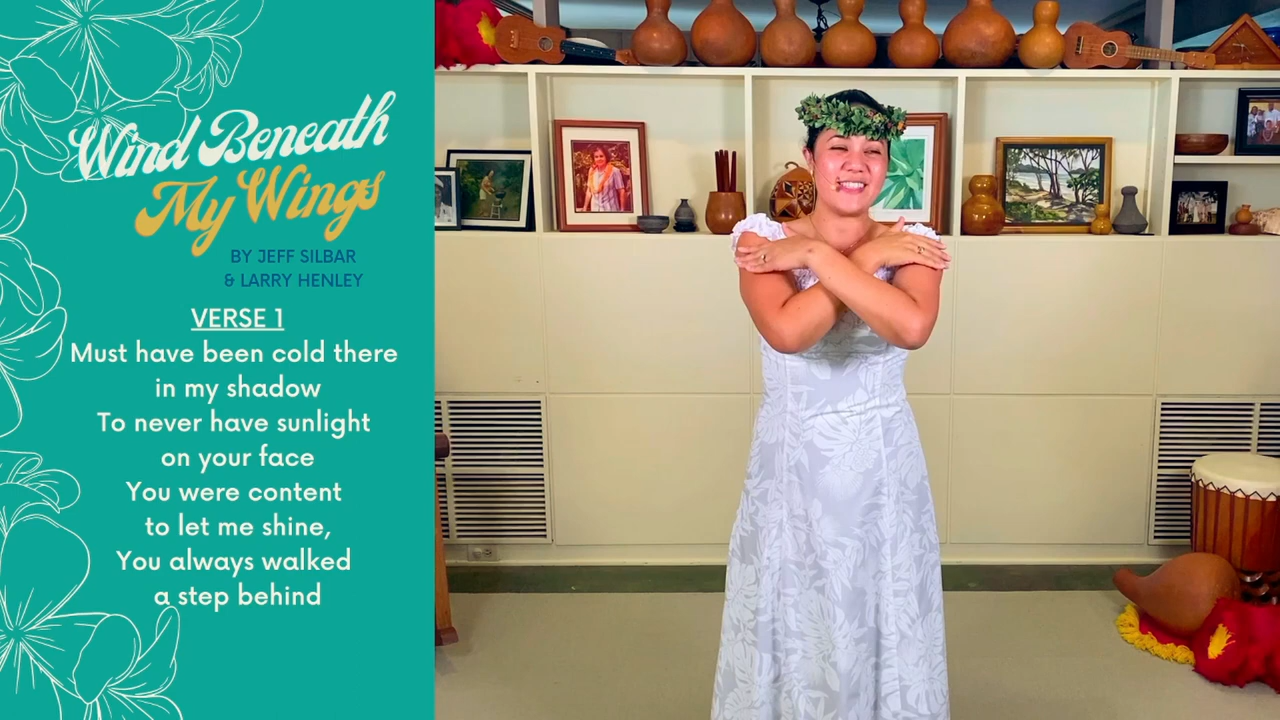 Wind Beneath
My Wings
BY JEFF SILBAR
& LARRY HENLEY
VERSE 1
Must have been cold there
in my shadow
To never have sunlight
on your face
You were content
to let me shine,
You always walked
a step behind